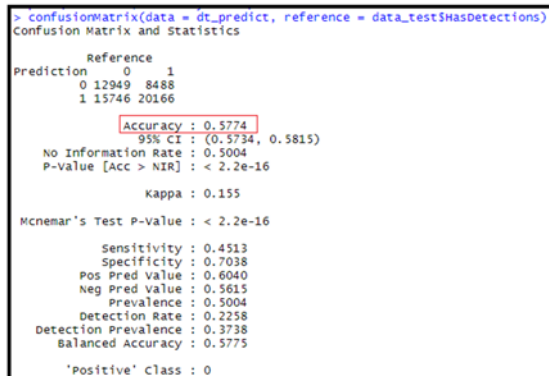 > confusionMatrix(data = dt_predict, reference = data_test$HasDetections)
Confusion Matrix and Statistics
Reference
Prediction 0 1
0 12949 8488
1 15746 20166
Accuracy : 0.5774
95% CI : (0.5734, 0.5815)
No Information Rate : 0.5004
P-Value [Acc > NIR] : < 2.2e-16
Kappa : 0.155
Mcnemar's Test P-Value : < 2.2e-16
Sensitivity : 0.4513
Specificity : 0.7038
Pos Pred Value : 0.6040
Neg Pred Value : 0.5615
Prevalence : 0.5004
Detection Rate : 0.2258
Detection Prevalence : 0.3738
Balanced Accuracy : 0.5775
'Positive' Class : 0